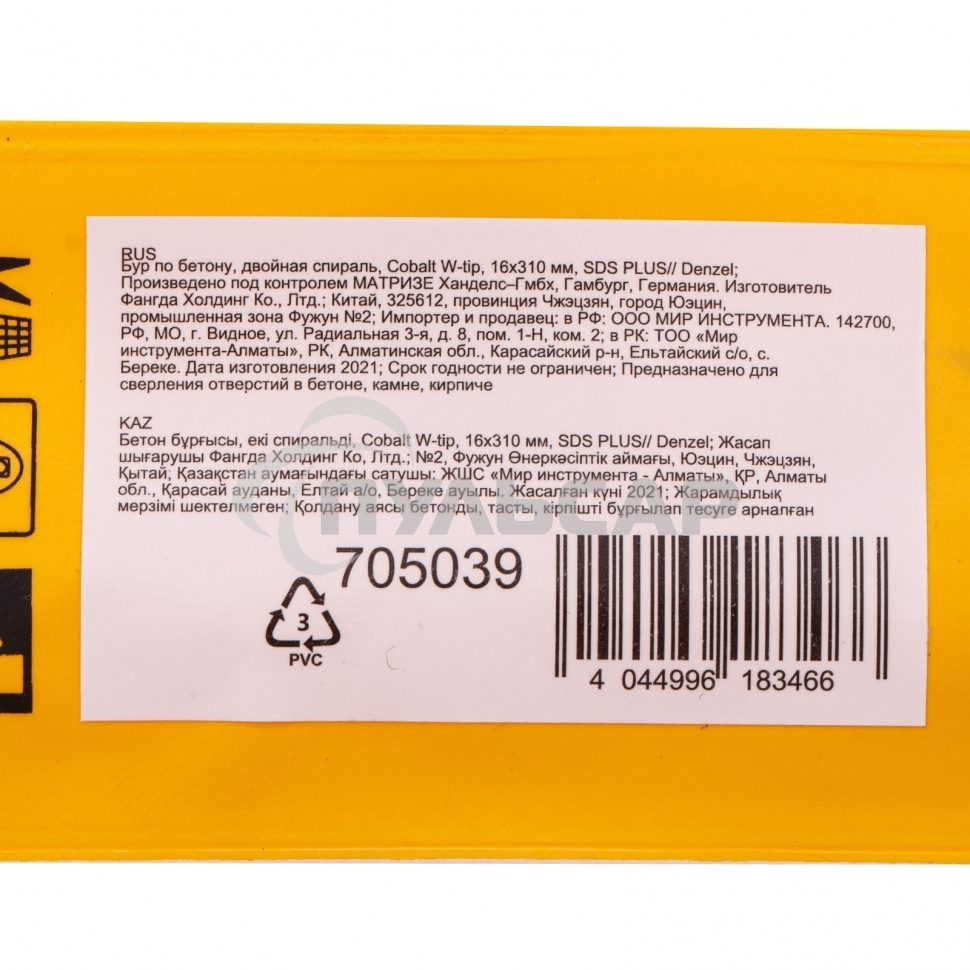 RUS
Бур по бетону, двойная спираль, Cobalt W-tip, 16x310 мм, SDS PLUS// Denzel;
Произведено под контролем МАТРИЗЕ Ханделс–Гмбх, Гамбург, Германия. Изготовитель
Фангда Холдинг Ко., Лтд.; Китай, 325612, провинция Чжэцзян, город Юэцин,
промышленная зона Фужун №2; Импортер и продавец: в РФ: ООО МИР ИНСТРУМЕНТА. 142700,
РФ, МО, г. Видное, ул. Радиальная 3-я, д. 8, пом. 1-Н, ком. 2; в РК: ТОО «Мир
инструмента-Алматы», РК, Алматинская обл., Карасайский р-н, Ельтайский с/о, с.
Береке. Дата изготовления 2021; Срок годности не ограничен; Предназначено для
сверления отверстий в бетоне, камне, кирпиче
KAZ
Бетон бұрғысы, екі спиральді, Cobalt W-tip, 16x310 мм, SDS PLUS// Denzel; Жасап
шығарушы Фангда Холдинг Ко, Лтд.; №2, Фужун Өнеркәсіптік аймағы, Юэцин, Чжэцзян,
Қытай; Қазақстан аумағындағы сатушы: ЖШС «Мир инструмента - Алматы», ҚР, Алматы
обл., Қарасай ауданы, Елтай а/о, Береке ауылы. Жасалған күні 2021; Жарамдылық
мерзімі шектелмеген; Қолдану аясы бетонды, тасты, кірпішті бұрғылап тесуге арналған
ПУЛЬСАР
705039
3
PVC
4 044996 183466